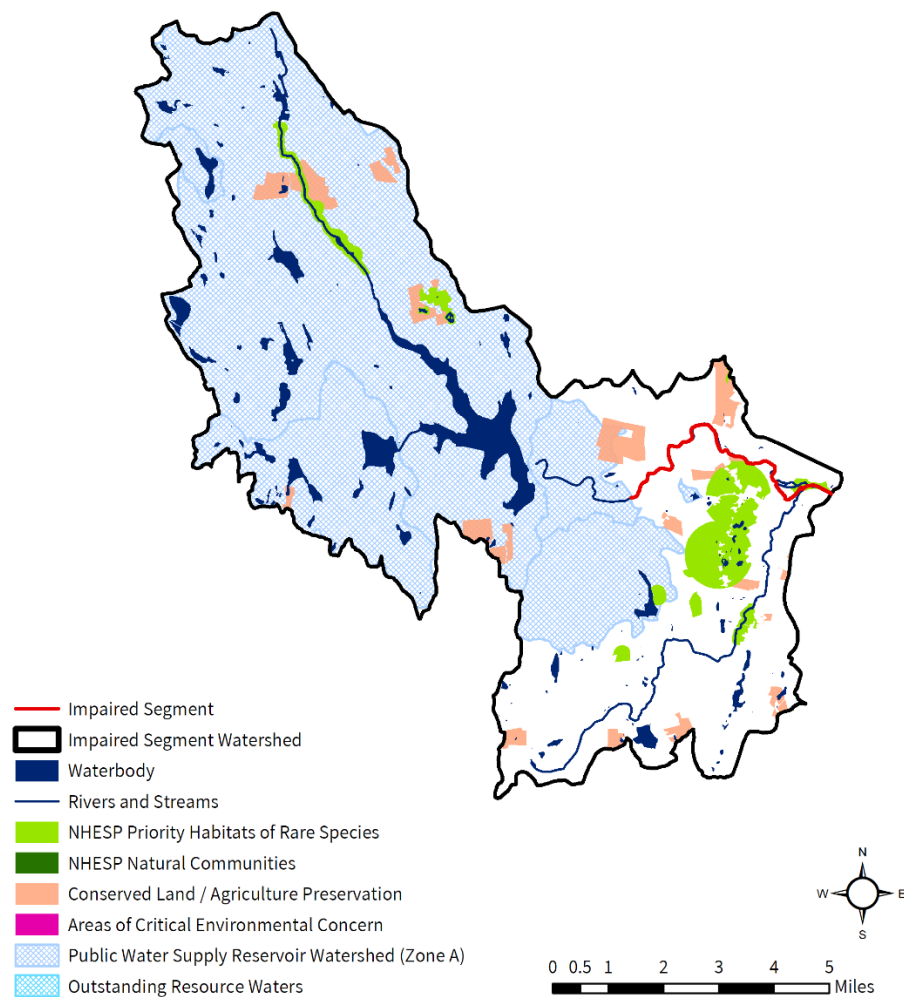 Impaired Segment
Impaired Segment Watershed
Waterbody
Rivers and Streams
NHESP Priority Habitats of Rare Species
NHESP Natural Communities
Conserved Land / Agriculture Preservation
Areas of Critical Environmental Concern
Public Water Supply Reservoir Watershed (Zone A)
Outstanding Resource Waters
N
W E
S
0 0.5 1 2 3 4 5
Miles